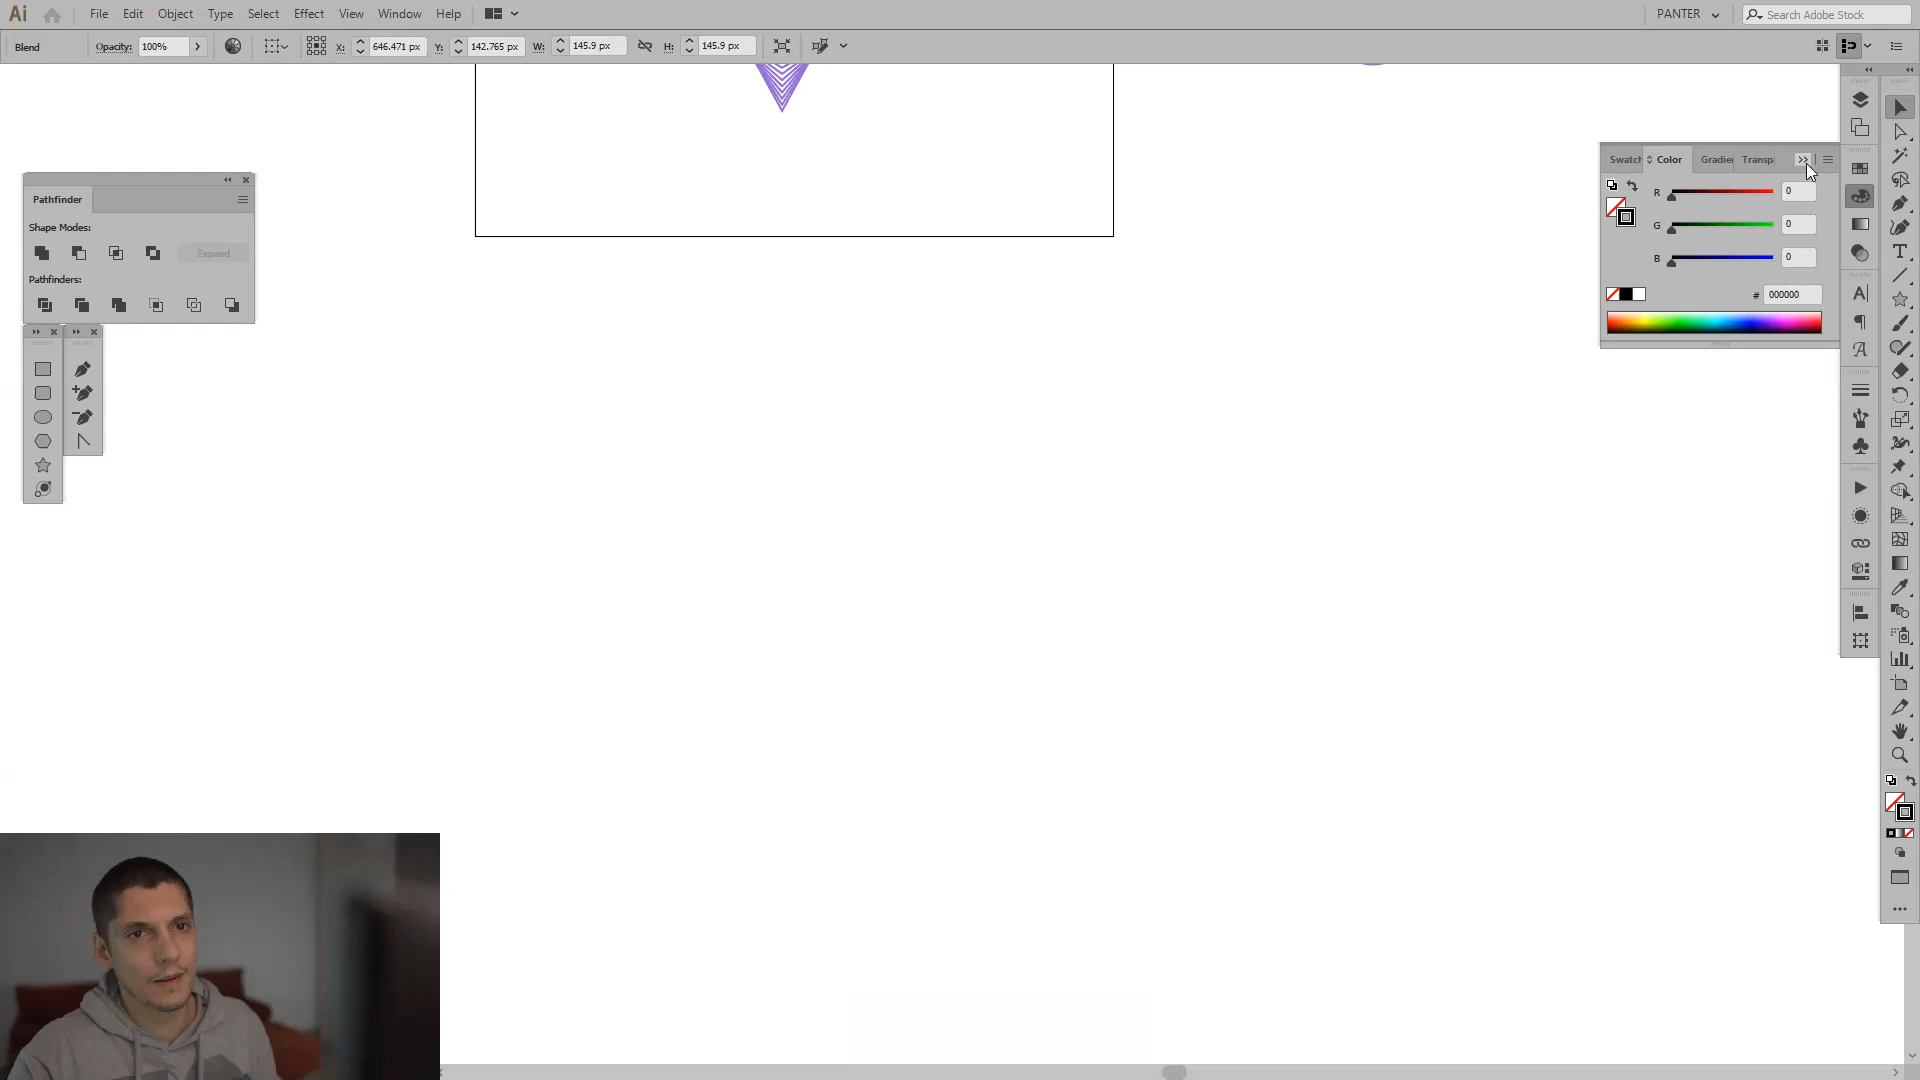 Ai File Edit Object Type Select Effect View Window Help PANTER Search Adobe Stock
Blend Opacity: 100% X: 646.471 px Y: 142.765 px W: 145.9 px H: 145.9 px
Swatch Color Gradie Transp
R 0
G 0
B 0
# 000000
Pathfinder
Shape Modes:
Expand
Pathfinders: